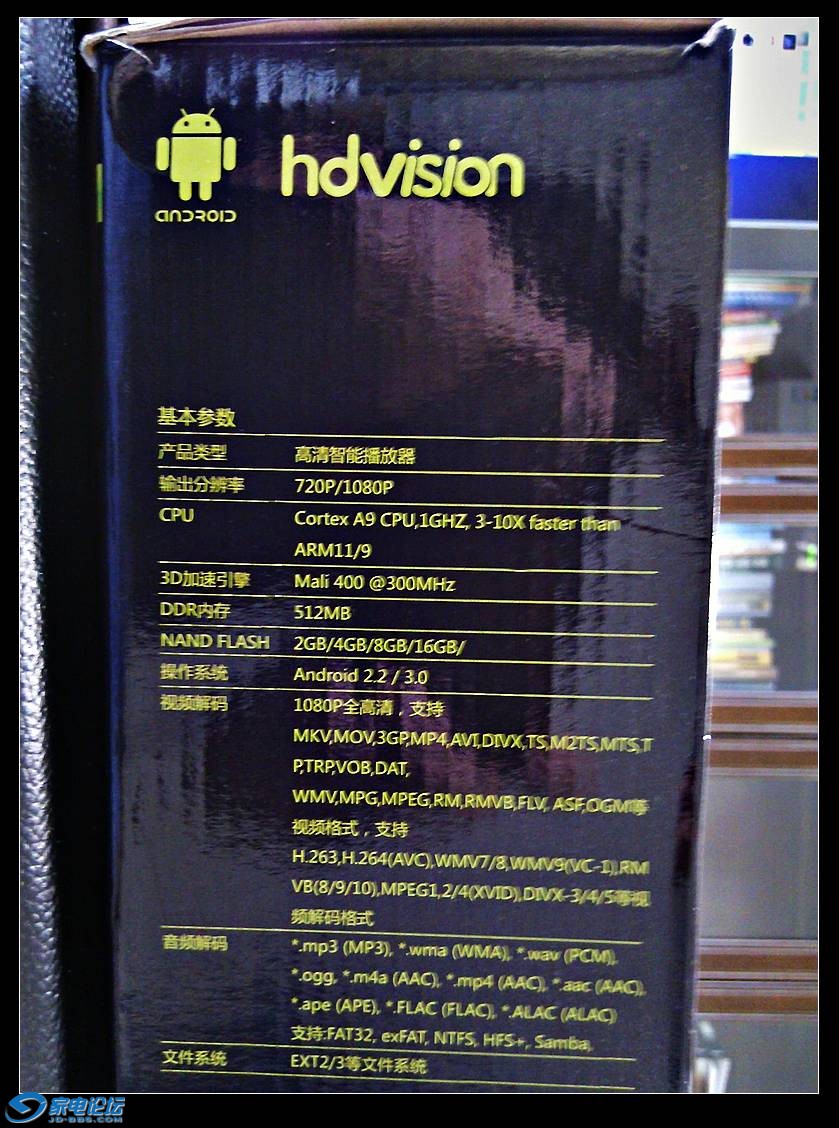 ANDROID
hdvision
基本参数
产品类型 高清智能播放器
输出分辨率 720P/1080P
CPU Cortex A9 CPU,1GHZ, 3-10X faster than
ARM11/9
3D加速引擎 Mali 400 @300MHz
DDR内存 512MB
NAND FLASH 2GB/4GB/8GB/16GB/
操作系统 Android 2.2 / 3.0
视频解码 1080P全高清，支持
MKV,MOV,3GP,MP4,AVI,DIVX,TS,M2TS,MTS,T
P,TRP,VOB,DAT,
WMV,MPG,MPEG,RM,RMVB,FLV, ASF,OGM等
视频格式，支持
H.263,H.264(AVC),WMV7/8,WMV9(VC-1),RM
VB(8/9/10),MPEG1,2/4(XVID),DIVX-3/4/5等视
频解码格式
音频解码 *.mp3 (MP3), *.wma (WMA), *.wav (PCM),
*.ogg, *.m4a (AAC), *.mp4 (AAC), *.aac (AAC),
*.ape (APE), *.FLAC (FLAC), *.ALAC (ALAC)
支持:FAT32, exFAT, NTFS, HFS+, Samba,
文件系统 EXT2/3等文件系统
家电论坛
JD-BBS.COM